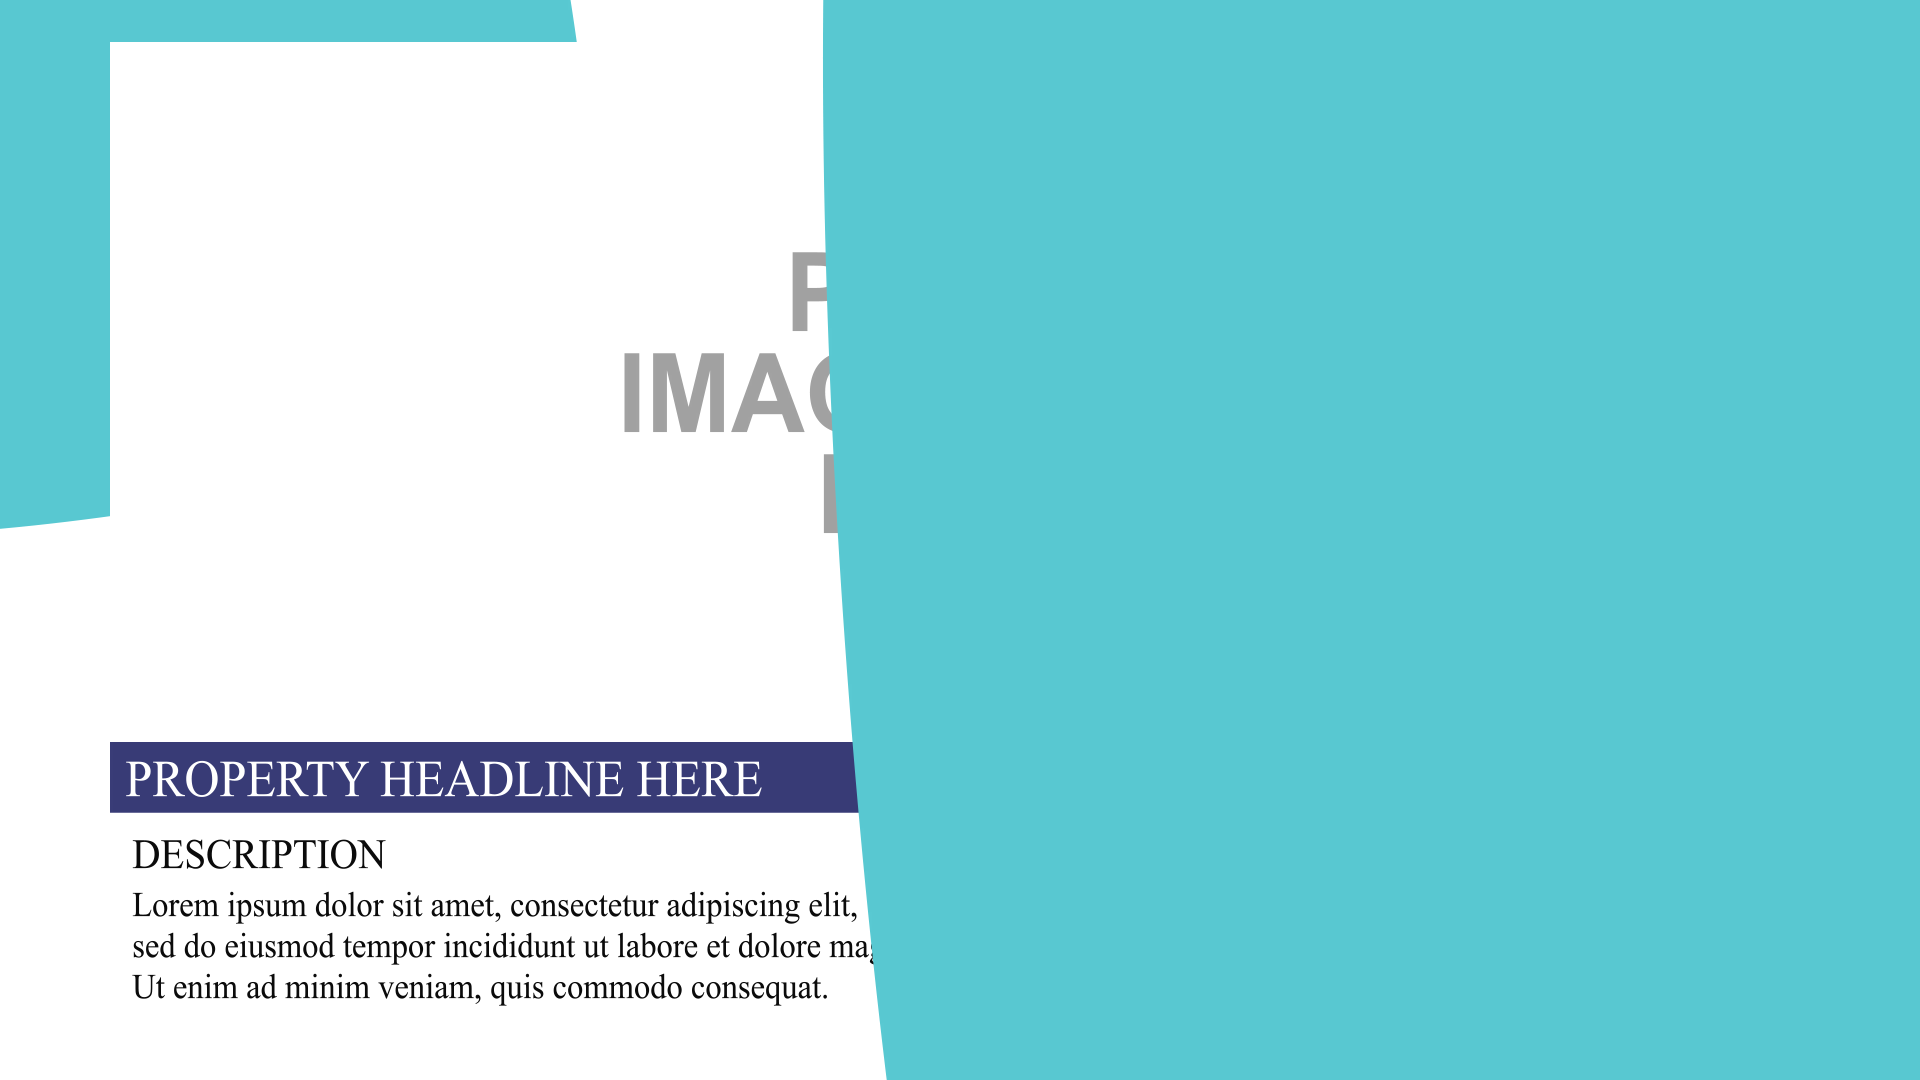 PROPERTY HEADLINE HERE
DESCRIPTION
Lorem ipsum dolor sit amet, consectetur adipiscing elit,
sed do eiusmod tempor incididunt ut labore et dolore
Ut enim ad minim veniam, quis commodo consequat.